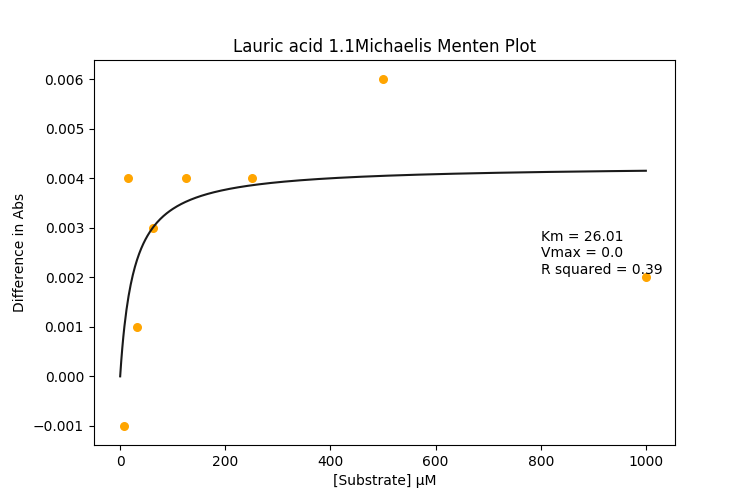 Lauric acid 1.1Michaelis Menten Plot
0.006
0.005
0.004
0.003
0.002
0.001
0.000
−0.001
Difference in Abs
Km = 26.01
Vmax = 0.0
R squared = 0.39
0 200 400 600 800 1000
[Substrate] μM